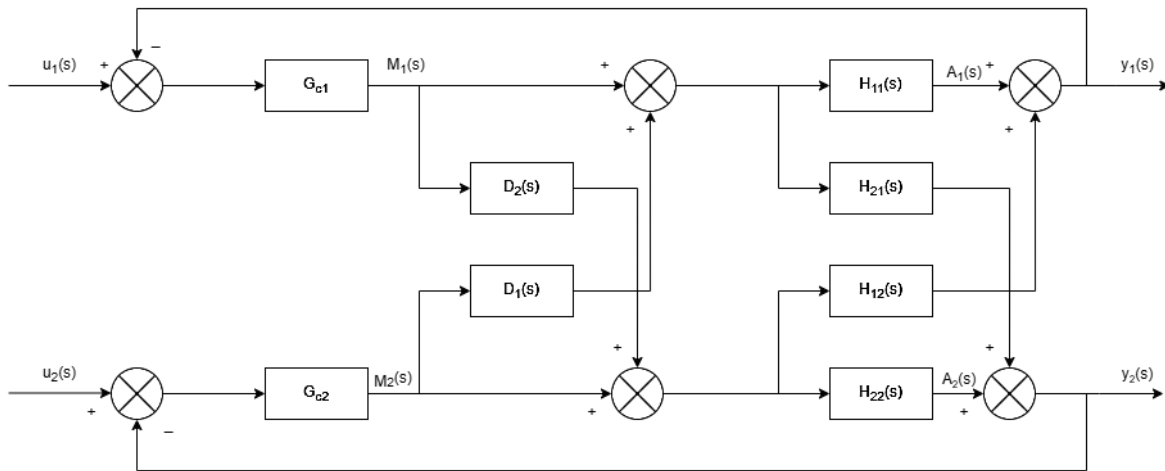 u₁(s) + − G_c1 M₁(s) + H₁₁(s) A₁(s) + y₁(s)
+ +
D₂(s) H₂₁(s)
D₁(s) H₁₂(s)
+ +
u₂(s) + − G_c2 M2(s) + H₂₂(s) A₂(s) + y₂(s)